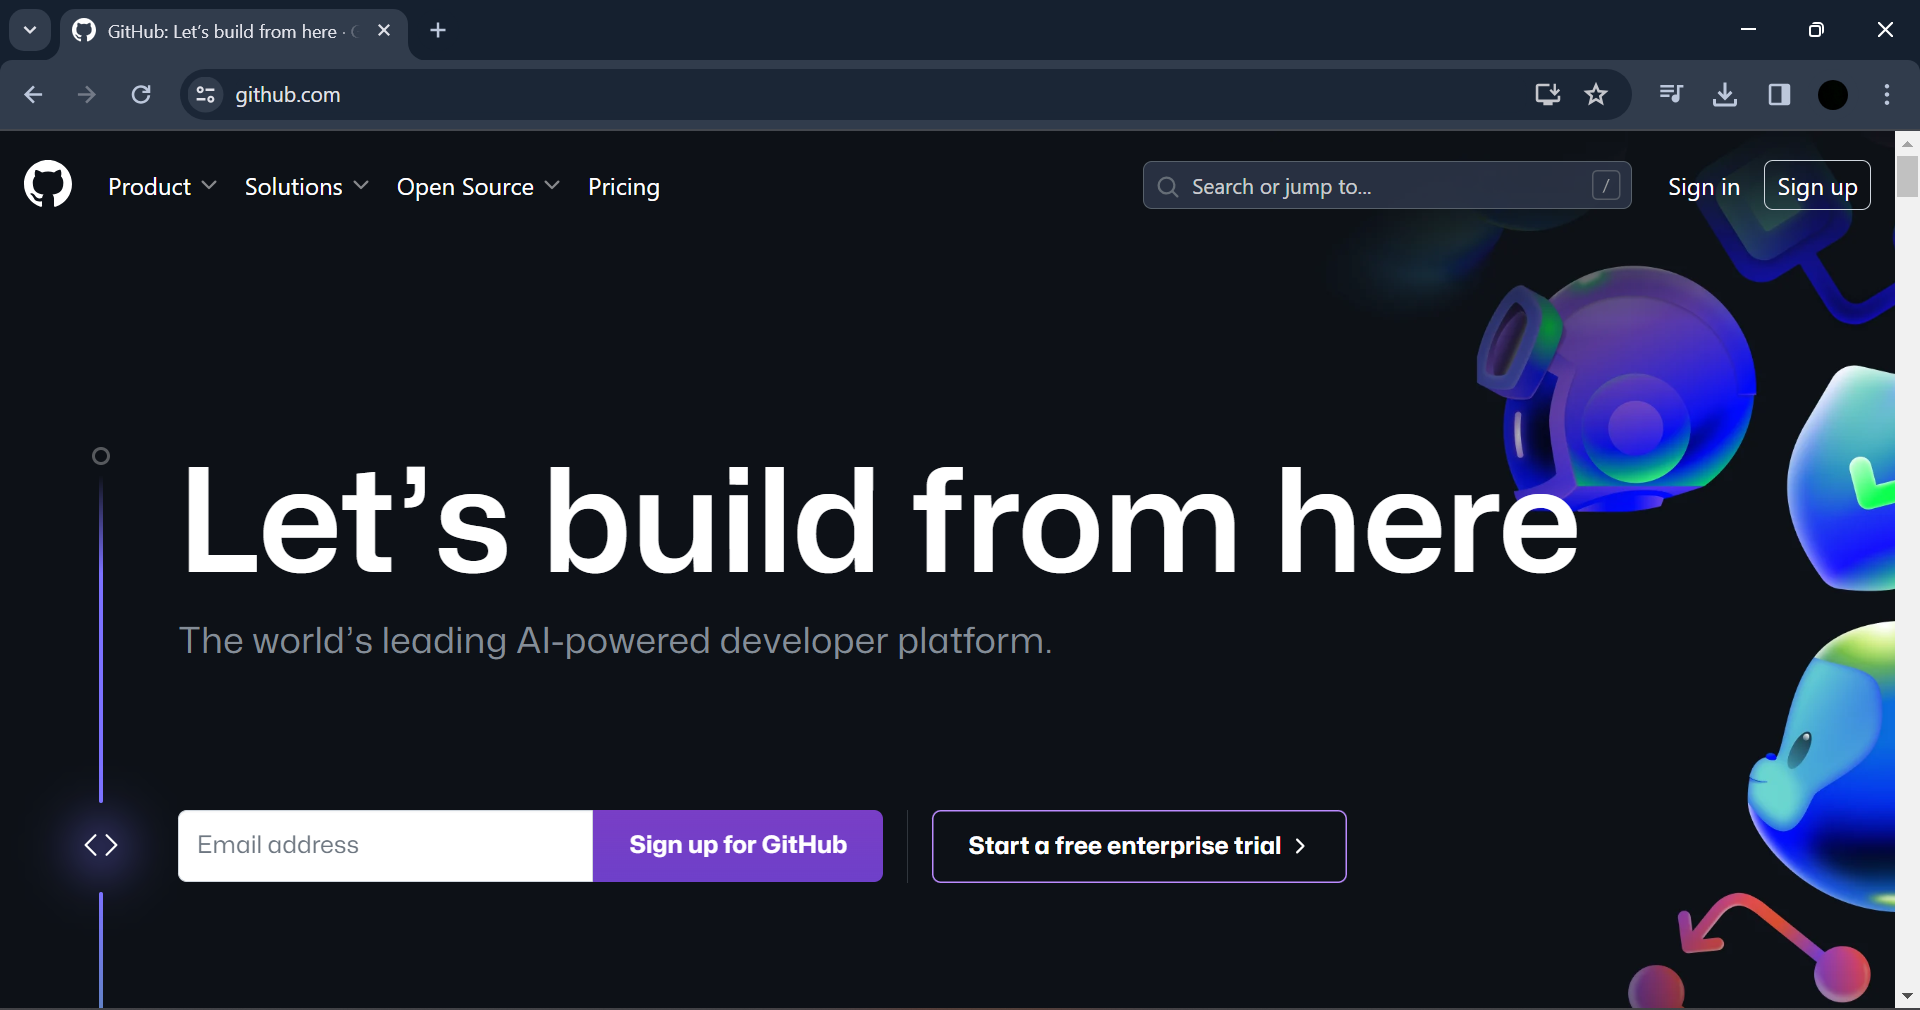 GitHub: Let's build from here ·
github.com
Product
Solutions
Open Source
Pricing
Search or jump to...
/
Sign in
Sign up
Let’s build from here
The world’s leading AI-powered developer platform.
Email address
Sign up for GitHub
Start a free enterprise trial